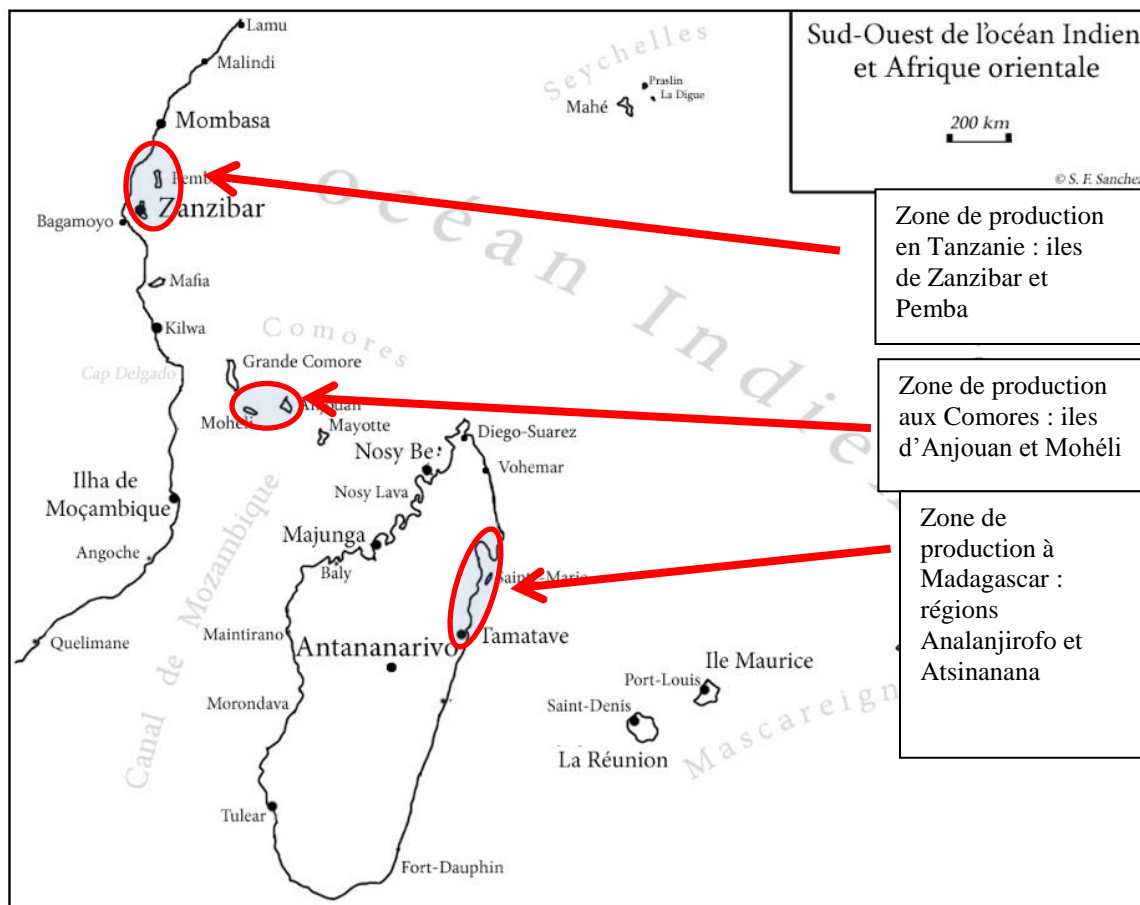 Sud-Ouest de l'océan Indien
et Afrique orientale
200 km
© S. F. Sanchez
Lamu
Malindi
Mombasa
Zanzibar
Bagamoyo
Mafia
Kilwa
Cap Delgado
Seychelles
Praslin
La Digue
Mahé
océan Indien
Comores
Grande Comore
Mohéli
Anjouan
Mayotte
Diego-Suarez
Nosy Be
Vohemar
Nosy Lava
Ilha de
Moçambique
Majunga
Angoche
Baly
Sainte-Marie
Canal de Mozambique
Quelimane
Maintirano
Tamatave
Antananarivo
Morondava
Ile Maurice
Port-Louis
Saint-Denis
La Réunion
Mascareign
Tulear
Fort-Dauphin
Zone de production
en Tanzanie : iles
de Zanzibar et
Pemba
Zone de production
aux Comores : iles
d'Anjouan et Mohéli
Zone de
production à
Madagascar :
régions
Analanjirofo et
Atsinanana